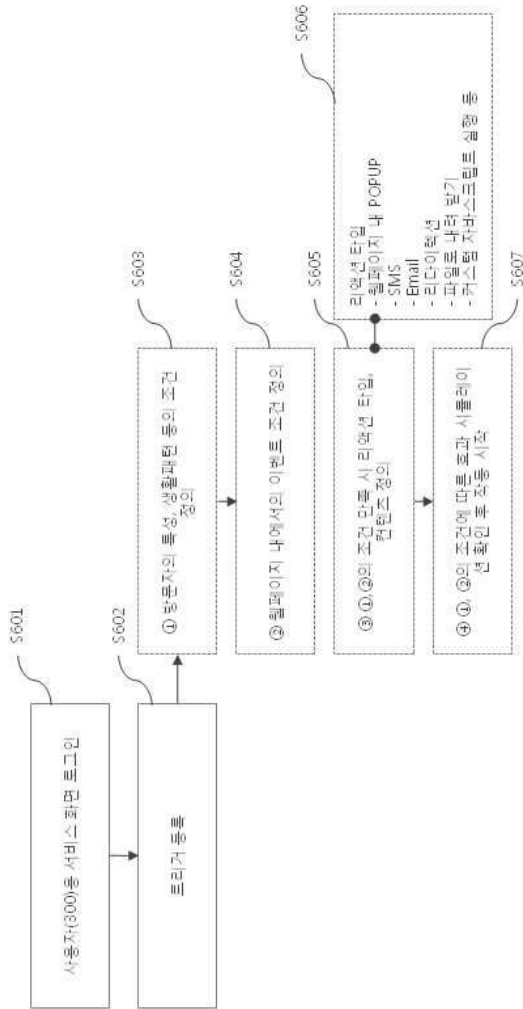 S601
사용자(300)용 서비스 화면 로그인
S602
트리거 등록
S603
① 방문자의 특성, 생활패턴 등의 조건
정의
S604
② 웹페이지 내에서의 이벤트 조건 정의
S605
③ ①,②의 조건 만족 시 리액션 타입,
컨텐츠 정의
S606
리액션 타입
- 웹페이지 내 POPUP
- SMS
- Email
- 리다이렉션
- 파일로 내려 받기
- 커스텀 자바스크립트 실행 등
S607
④ ①, ②의 조건에 따른 효과 시뮬레이
션 확인 후 작동 시작